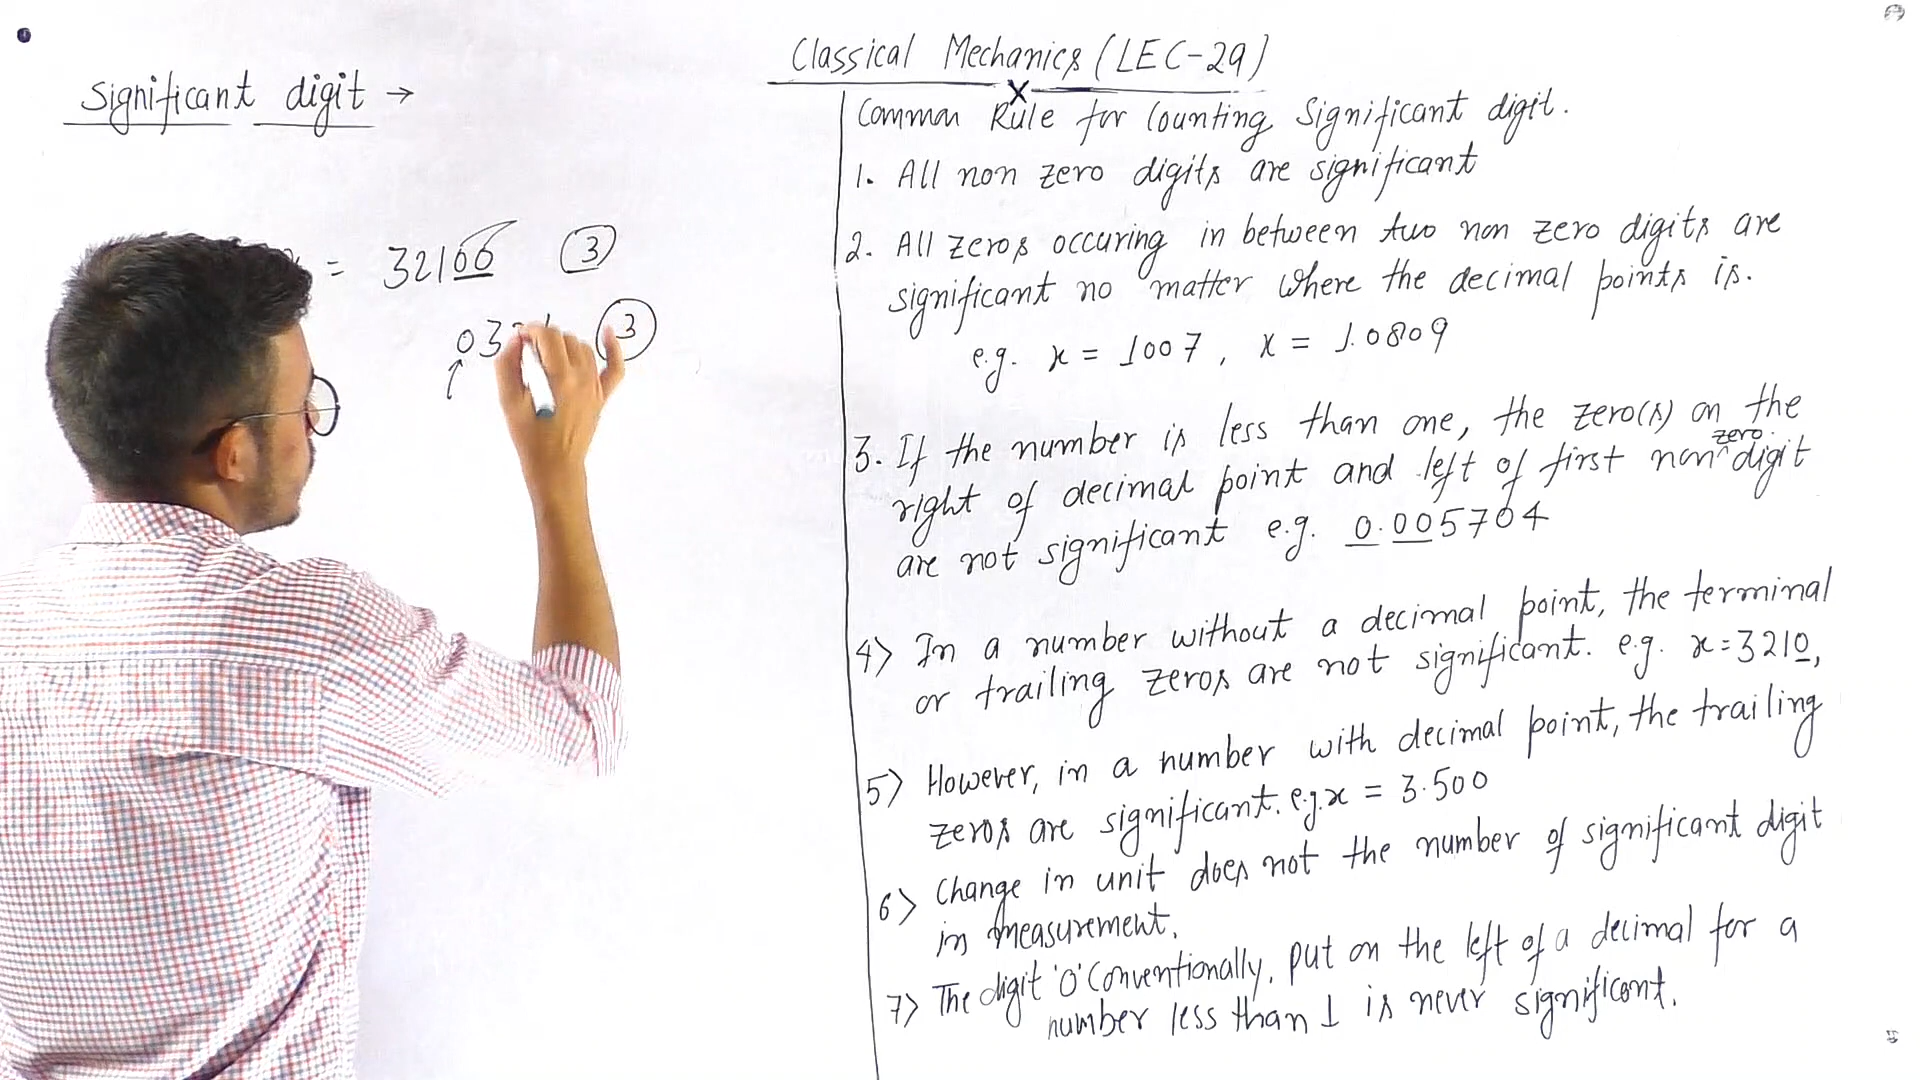 Classical Mechanics (LEC-29)
x
Significant digit →
= 32100 3
03 3
Common Rule for Counting Significant digit.
1. All non zero digits are significant
2. All zeros occuring in between two non zero digits are
significant no matter where the decimal points is.
e.g. x = 1007, x = 1.0809
3. If the number is less than one, the zero(s) on the
right of decimal point and left of first non zero digit
are not significant e.g. 0.005704
4) In a number without a decimal point, the terminal
or trailing zeros are not significant. e.g. x=3210,
5) However, in a number with decimal point, the trailing
zeros are significant. e.g. x = 3.500
6) Change in unit does not the number of significant digit
in measurement.
7) The digit 'O' Conventionally, put on the left of a decimal for a
number less than 1 is never significant.